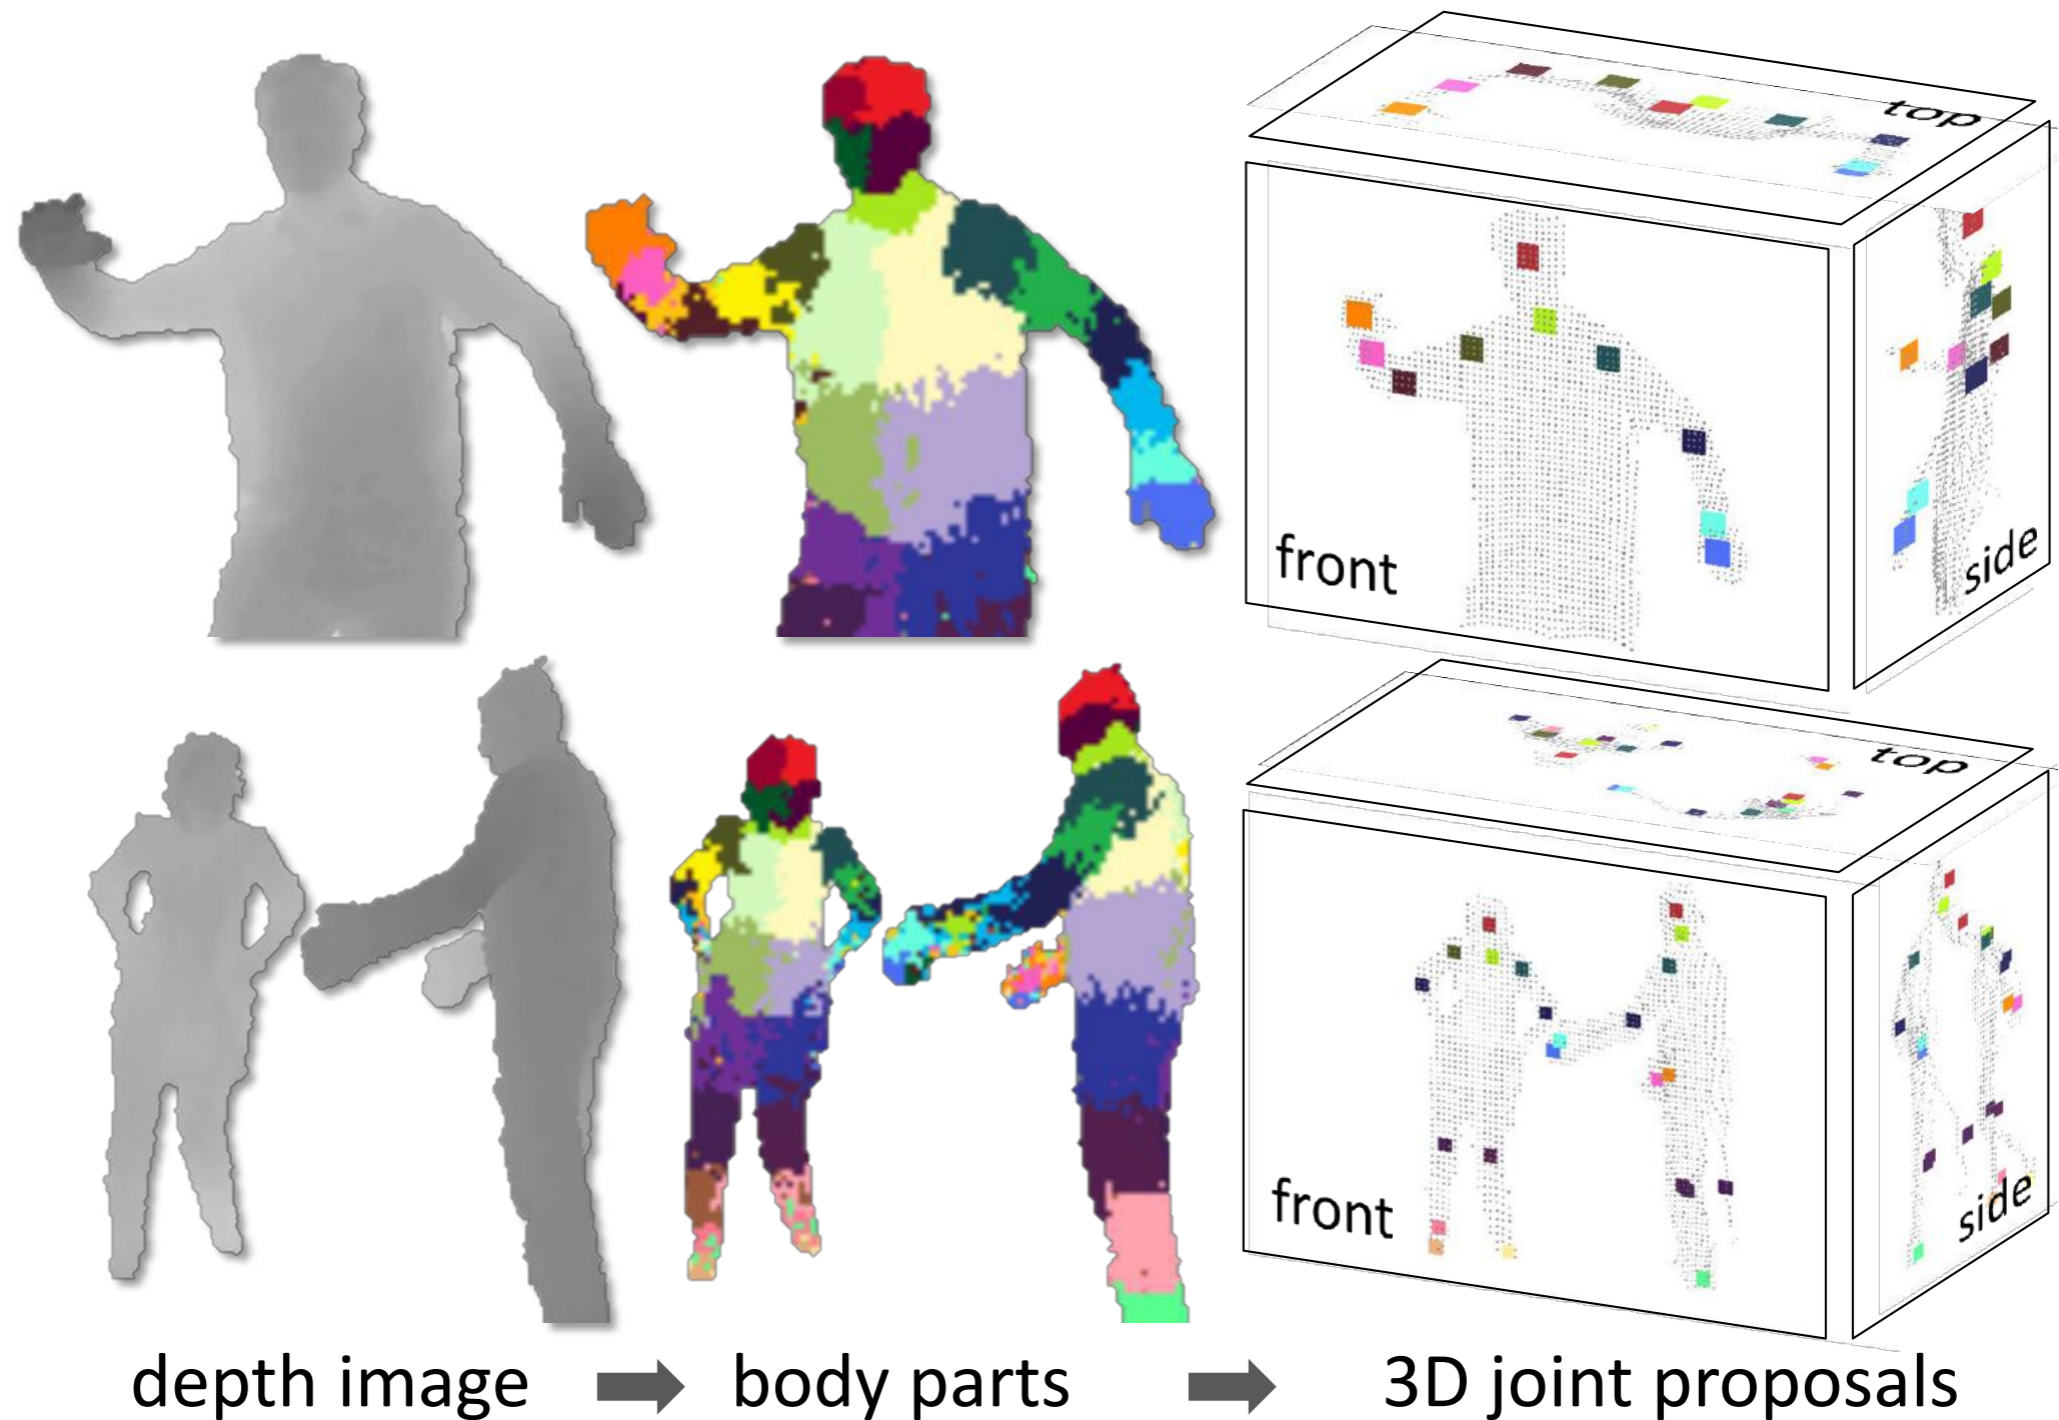 top
front
side
top
front
side
depth image
body parts
3D joint proposals